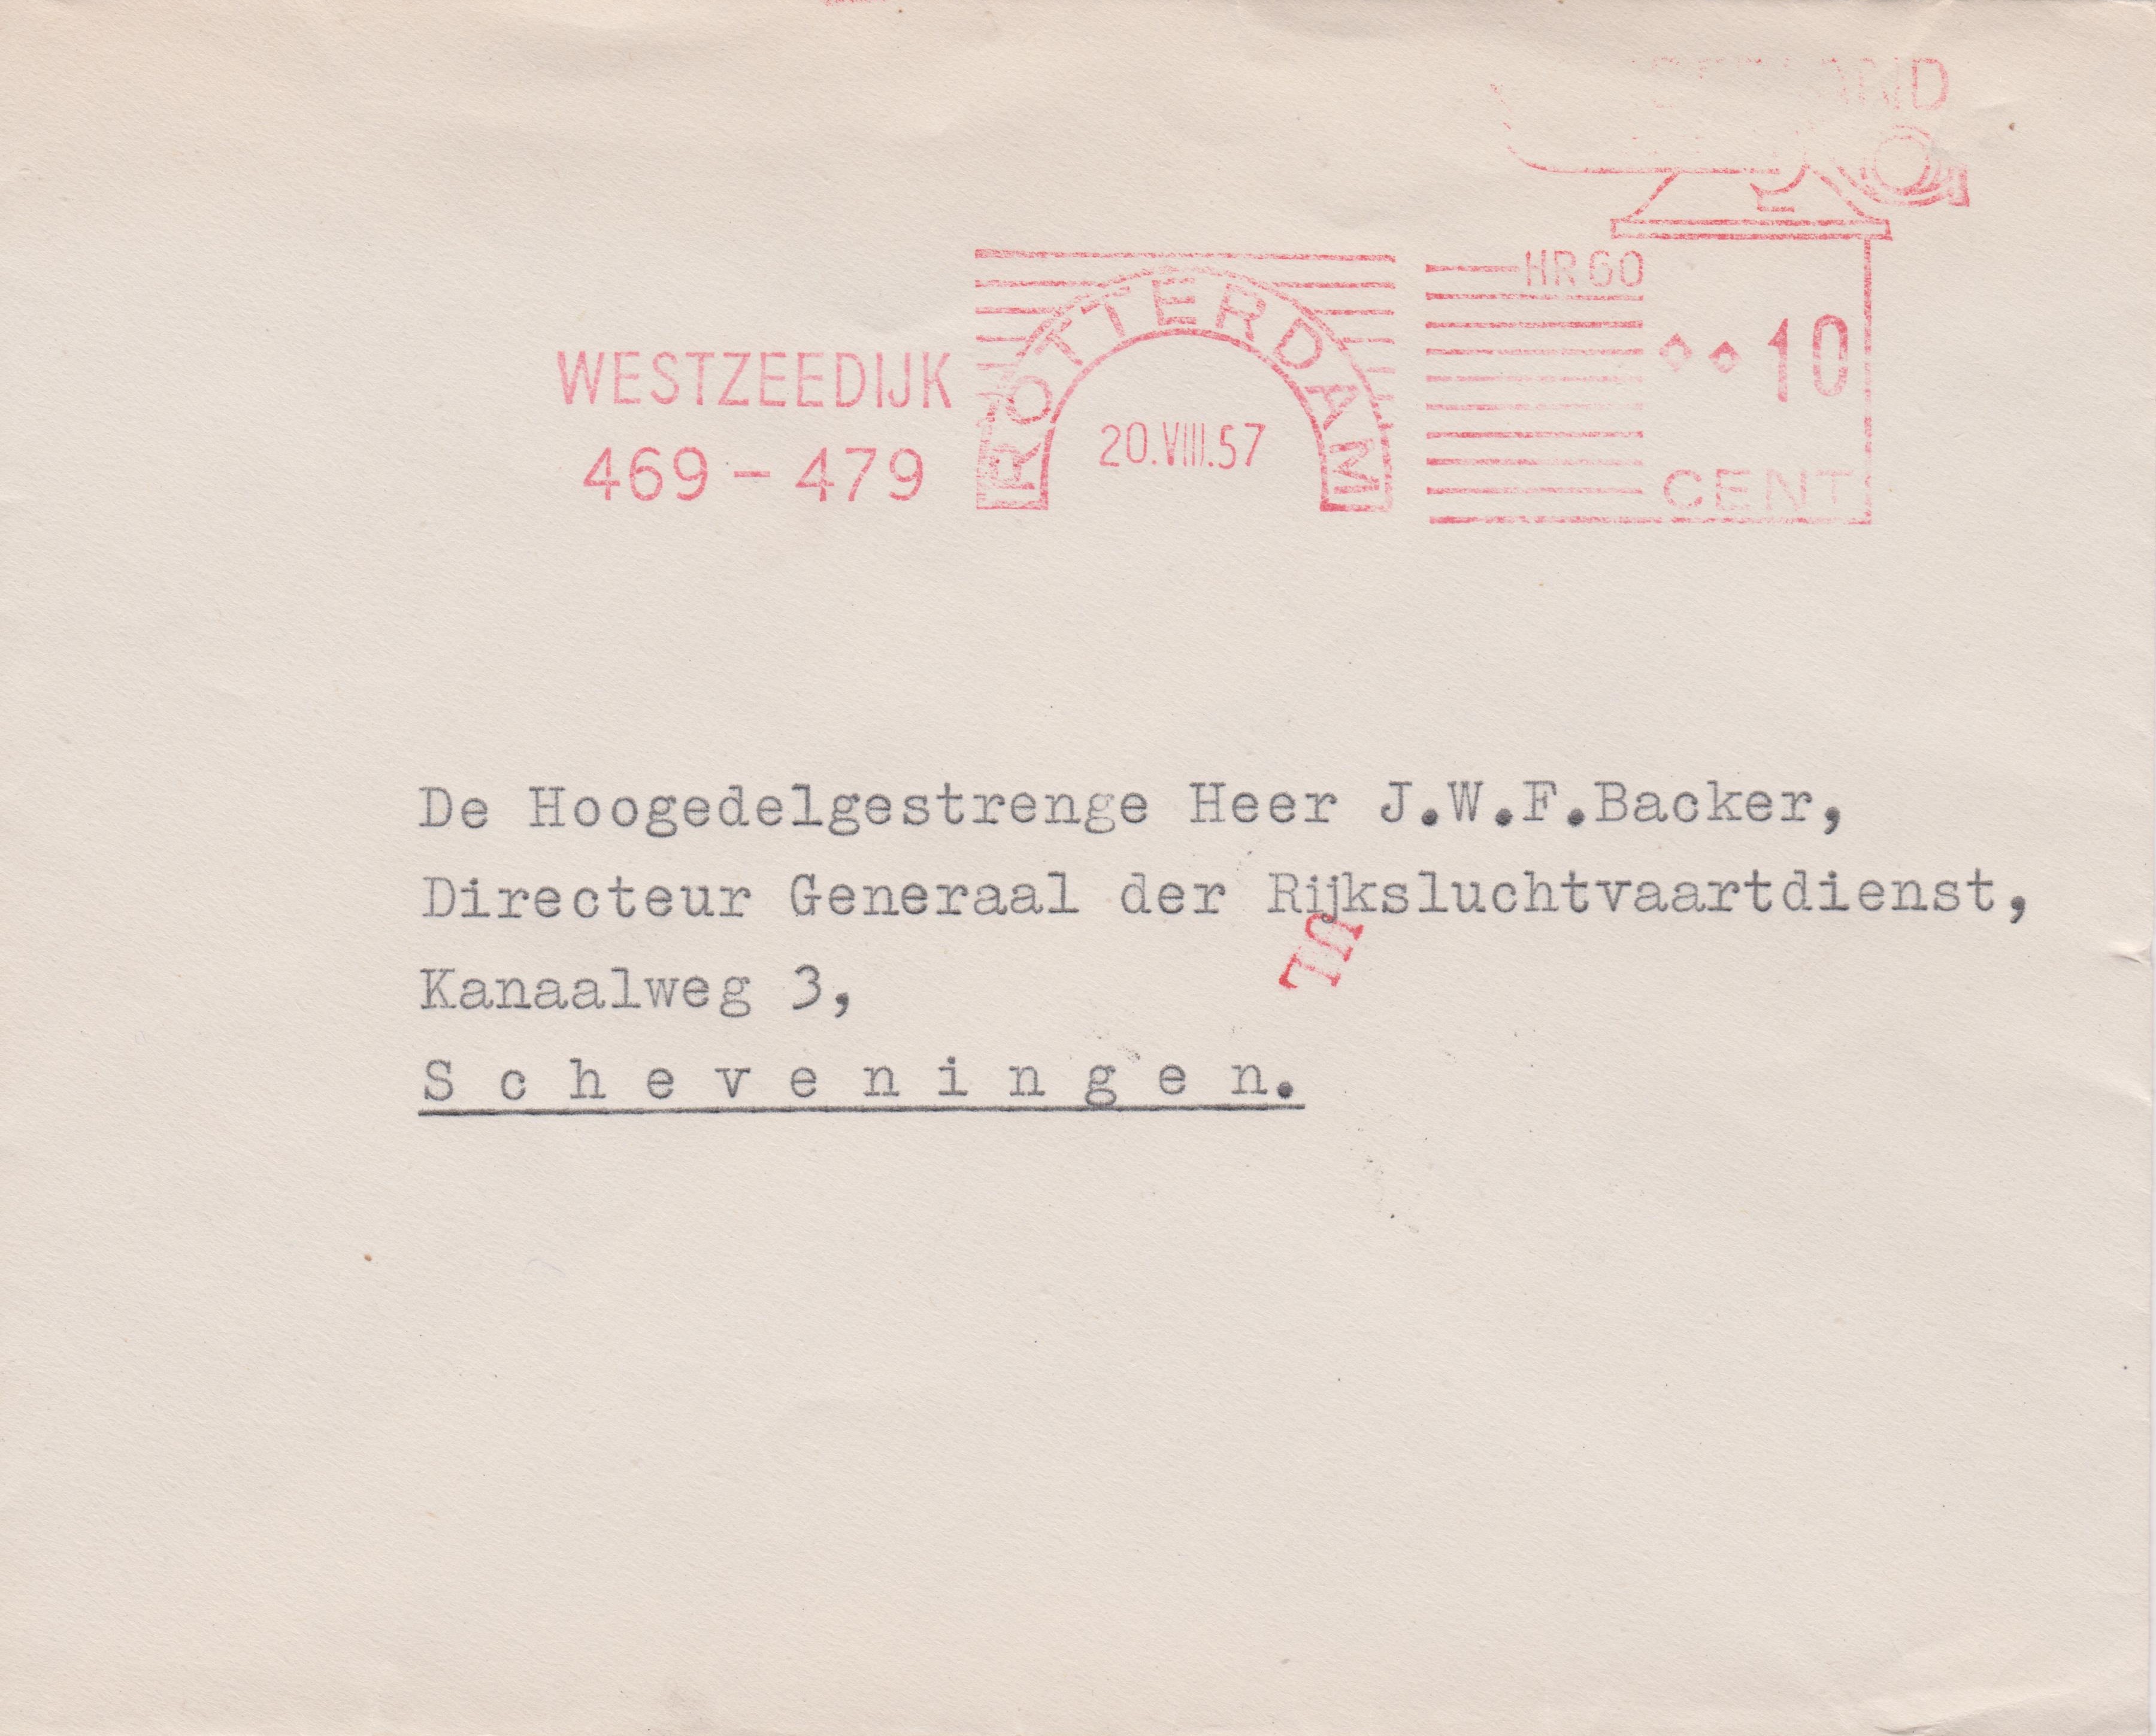 HR 60
WESTZEEDIJK
469 – 479
ROTTERDAM
20.VIII.57
10
CENT
De Hoogedelgestrenge Heer J.W.F.Backer,
Directeur Generaal der Rijksluchtvaartdienst,
Kanaalweg 3,
S c h e v e n i n g e n.